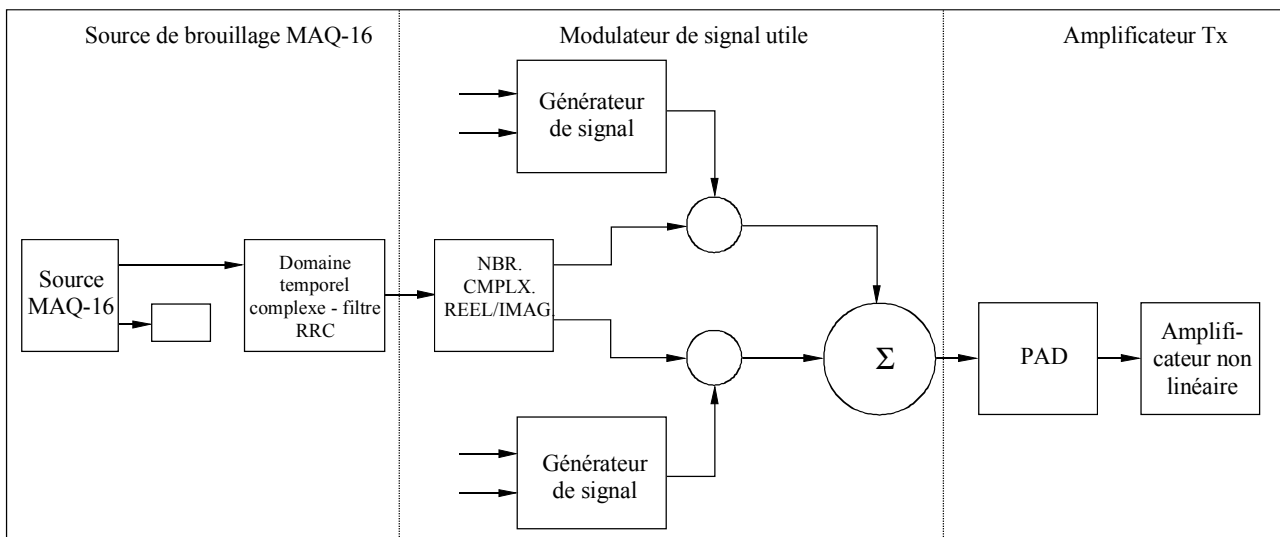 Source de brouillage MAQ-16
Modulateur de signal utile
Amplificateur Tx
Générateur
de signal
Source
MAQ-16
Domaine
temporel
complexe - filtre
RRC
NBR.
CMPLX.
REEL/IMAG.
Σ
PAD
Amplifi-
cateur non
linéaire
Générateur
de signal